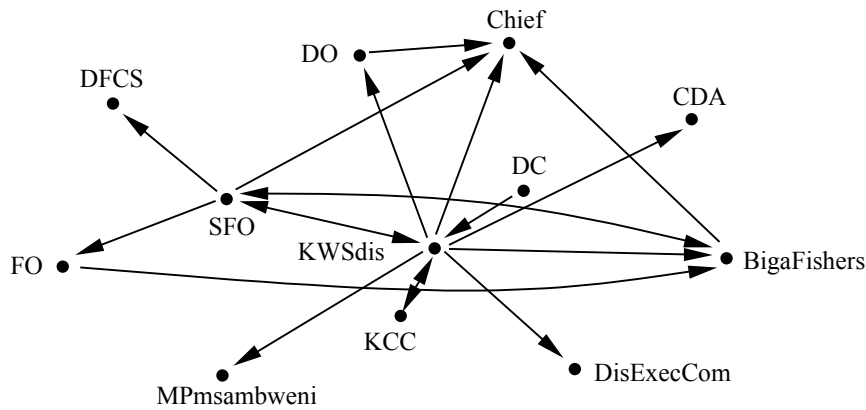 Chief
DO
DFCS
CDA
DC
SFO
KWSdis
FO
BigaFishers
KCC
DisExecCom
MPmsambweni